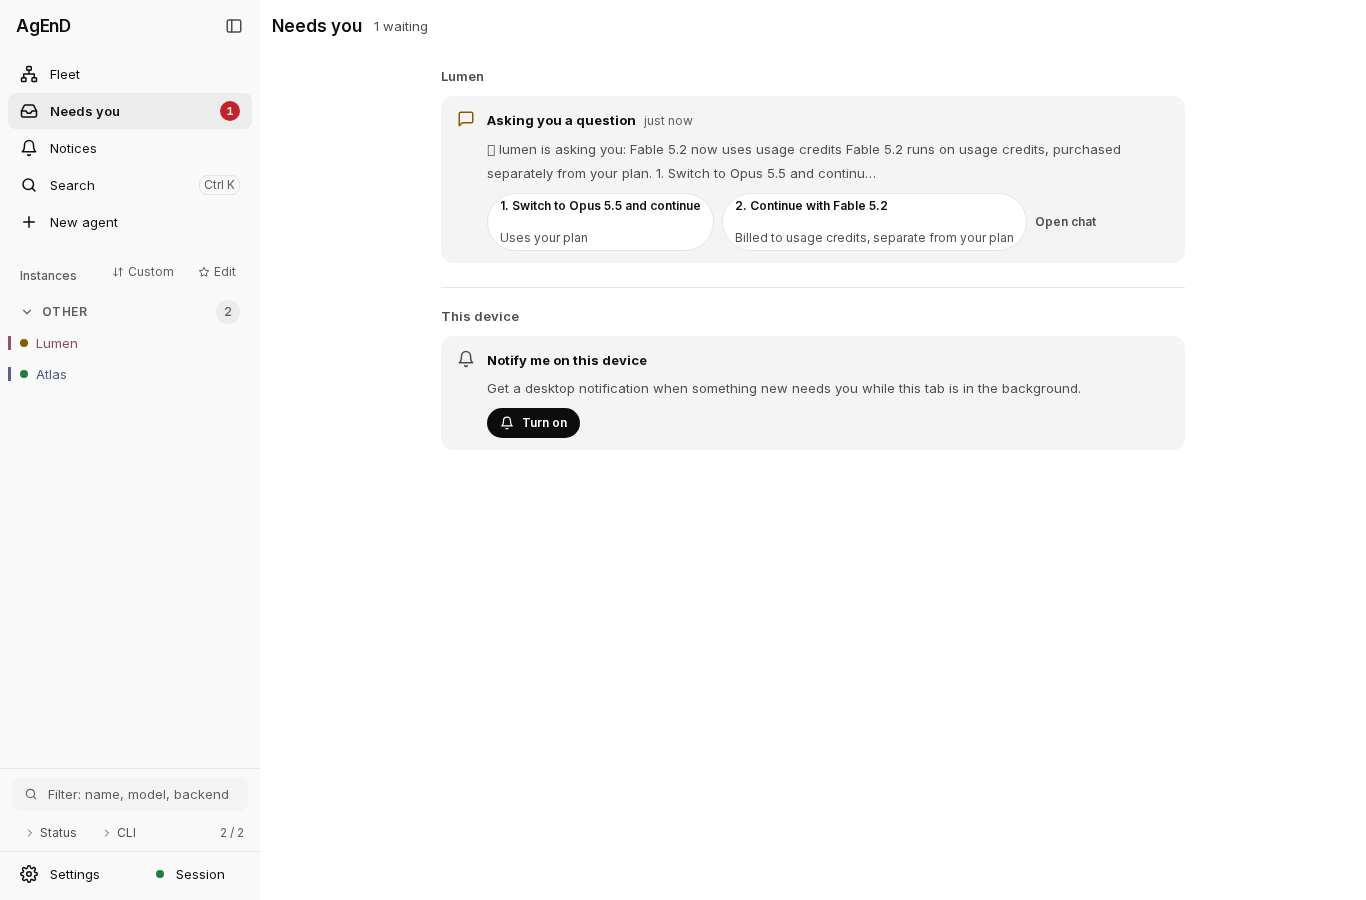 AgEnD
Fleet
Needs you
1
Notices
Search
Ctrl K
New agent
Instances
Custom
Edit
OTHER
2
Lumen
Atlas
Filter: name, model, backend
Status
CLI
2 / 2
Settings
Session
Needs you
1 waiting
Lumen
Asking you a question just now
lumen is asking you: Fable 5.2 now uses usage credits Fable 5.2 runs on usage credits, purchased
separately from your plan. 1. Switch to Opus 5.5 and continu…
1. Switch to Opus 5.5 and continue
Uses your plan
2. Continue with Fable 5.2
Billed to usage credits, separate from your plan
Open chat
This device
Notify me on this device
Get a desktop notification when something new needs you while this tab is in the background.
Turn on